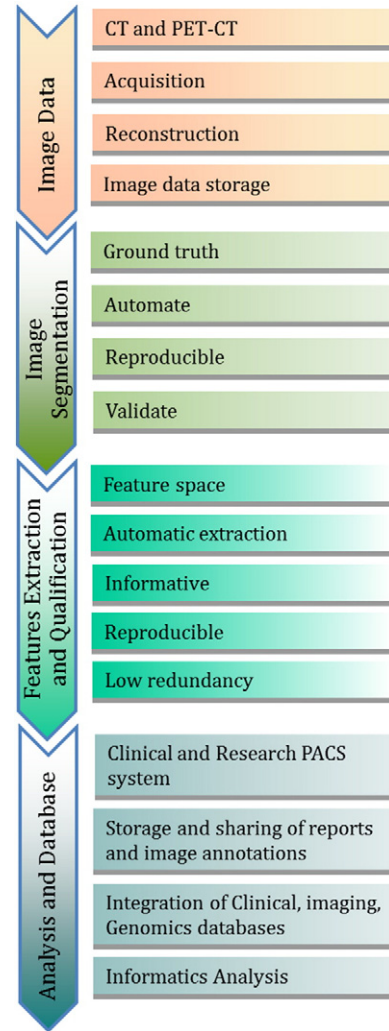 Image Data
CT and PET-CT
Acquisition
Reconstruction
Image data storage
Image
Segmentation
Ground truth
Automate
Reproducible
Validate
Features Extraction
and Qualification
Feature space
Automatic extraction
Informative
Reproducible
Low redundancy
Analysis and Database
Clinical and Research PACS
system
Storage and sharing of reports
and image annotations
Integration of Clinical, imaging,
Genomics databases
Informatics Analysis